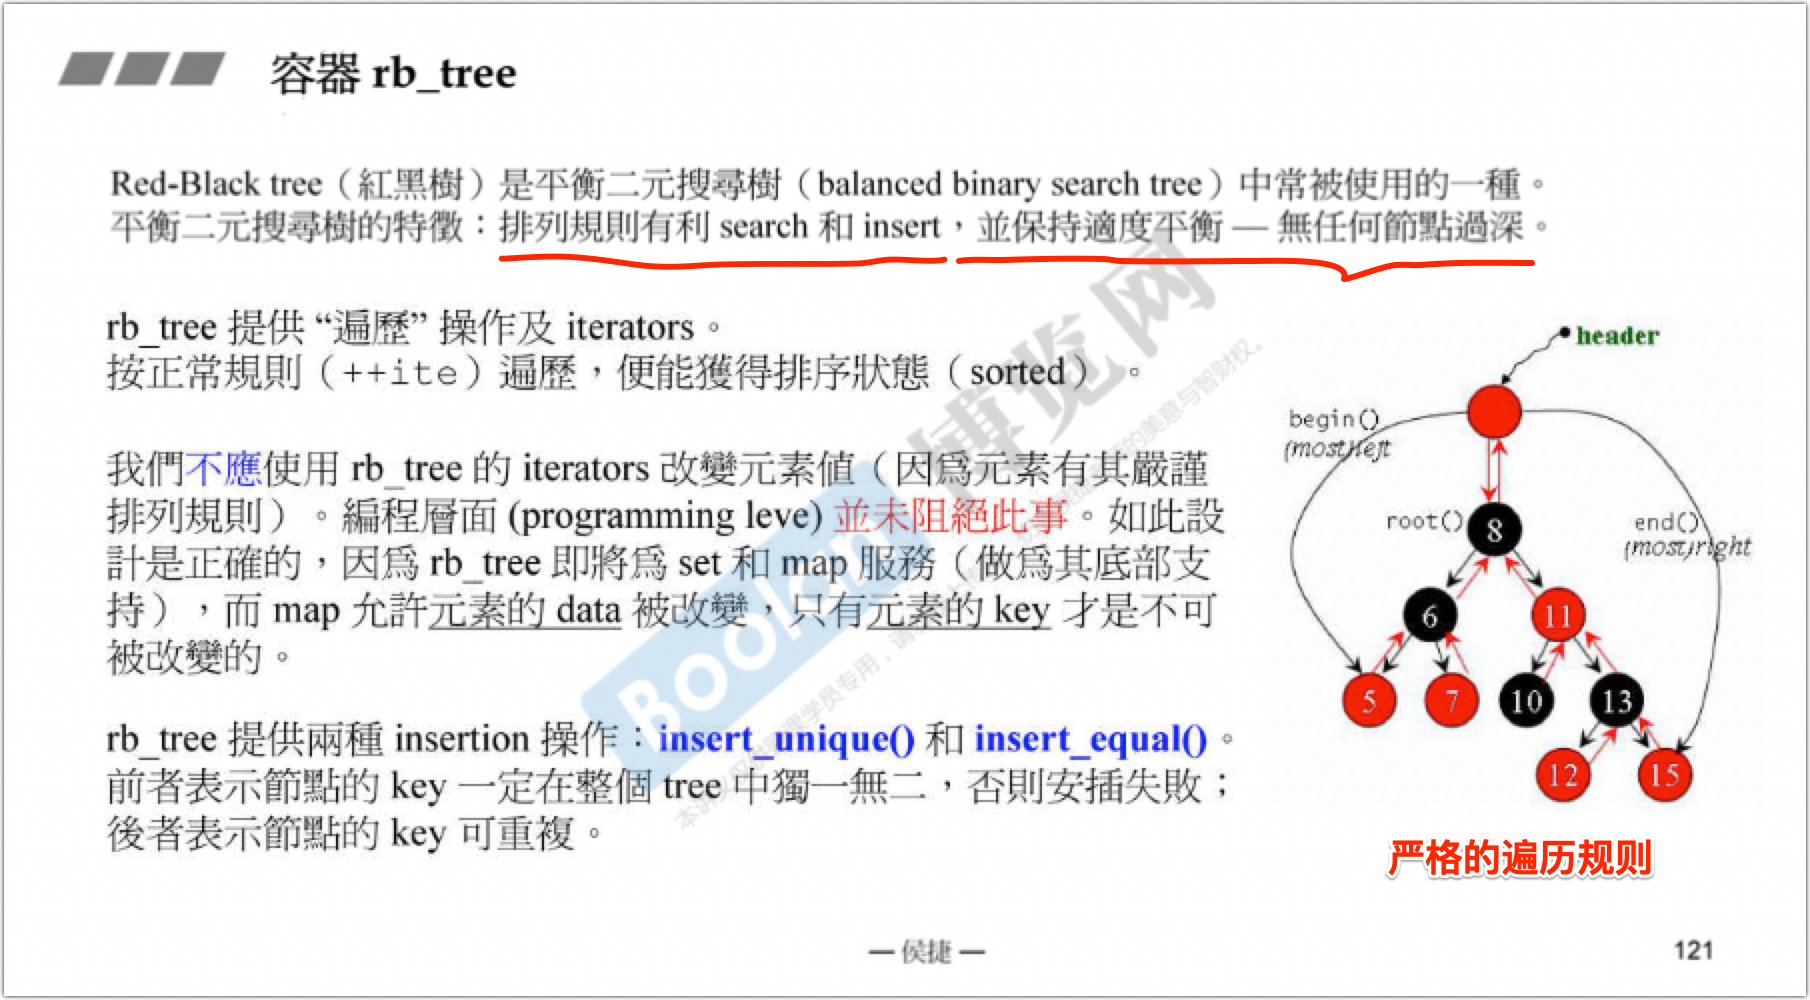 容器 rb_tree
Red-Black tree（紅黑樹）是平衡二元搜尋樹（balanced binary search tree）中常被使用的一種。
平衡二元搜尋樹的特徵：排列規則有利 search 和 insert，並保持適度平衡 — 無任何節點過深。
rb_tree 提供 “遍歷” 操作及 iterators。
按正常規則（++ite）遍歷，便能獲得排序狀態（sorted）。
我們不應使用 rb_tree 的 iterators 改變元素值（因爲元素有其嚴謹
排列規則）。編程層面 (programming leve) 並未阻絕此事。如此設
計是正確的，因爲 rb_tree 即將爲 set 和 map 服務（做爲其底部支
持），而 map 允許元素的 data 被改變，只有元素的 key 才是不可
被改變的。
rb_tree 提供兩種 insertion 操作：insert_unique() 和 insert_equal()。
前者表示節點的 key 一定在整個 tree 中獨一無二，否則安插失敗；
後者表示節點的 key 可重複。
header
begin()
(most)left
root()
end()
(most)right
8
6
11
5
7
10
13
12
15
严格的遍历规则
博览网
Boolan
— 侯捷 —
121